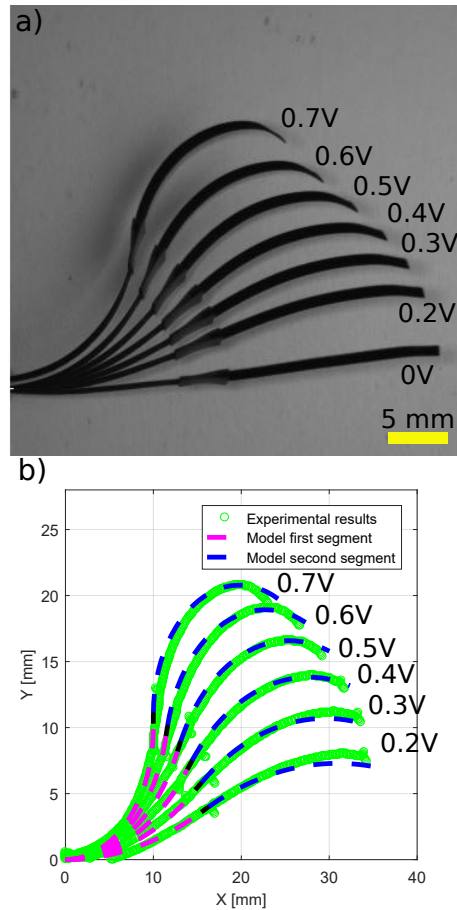 a)
0.7V
0.6V
0.5V
0.4V
0.3V
0.2V
0V
5 mm
b)
Experimental results
Model first segment
Model second segment
0.7V
0.6V
0.5V
0.4V
0.3V
0.2V
25
20
15
10
5
0
Y [mm]
0 10 20 30 40
X [mm]